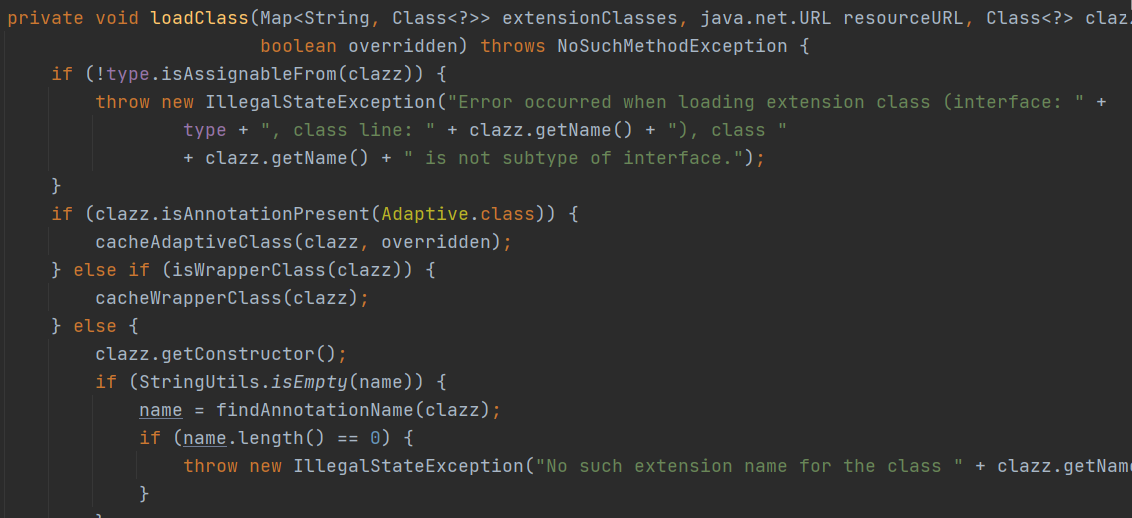 private void loadClass(Map<String, Class<?>> extensionClasses, java.net.URL resourceURL, Class<?> claz
boolean overridden) throws NoSuchMethodException {
if (!type.isAssignableFrom(clazz)) {
throw new IllegalStateException("Error occurred when loading extension class (interface: " +
type + ", class line: " + clazz.getName() + "), class "
+ clazz.getName() + " is not subtype of interface.");
}
if (clazz.isAnnotationPresent(Adaptive.class)) {
cacheAdaptiveClass(clazz, overridden);
} else if (isWrapperClass(clazz)) {
cacheWrapperClass(clazz);
} else {
clazz.getConstructor();
if (StringUtils.isEmpty(name)) {
name = findAnnotationName(clazz);
if (name.length() == 0) {
throw new IllegalStateException("No such extension name for the class " + clazz.getName
}
}